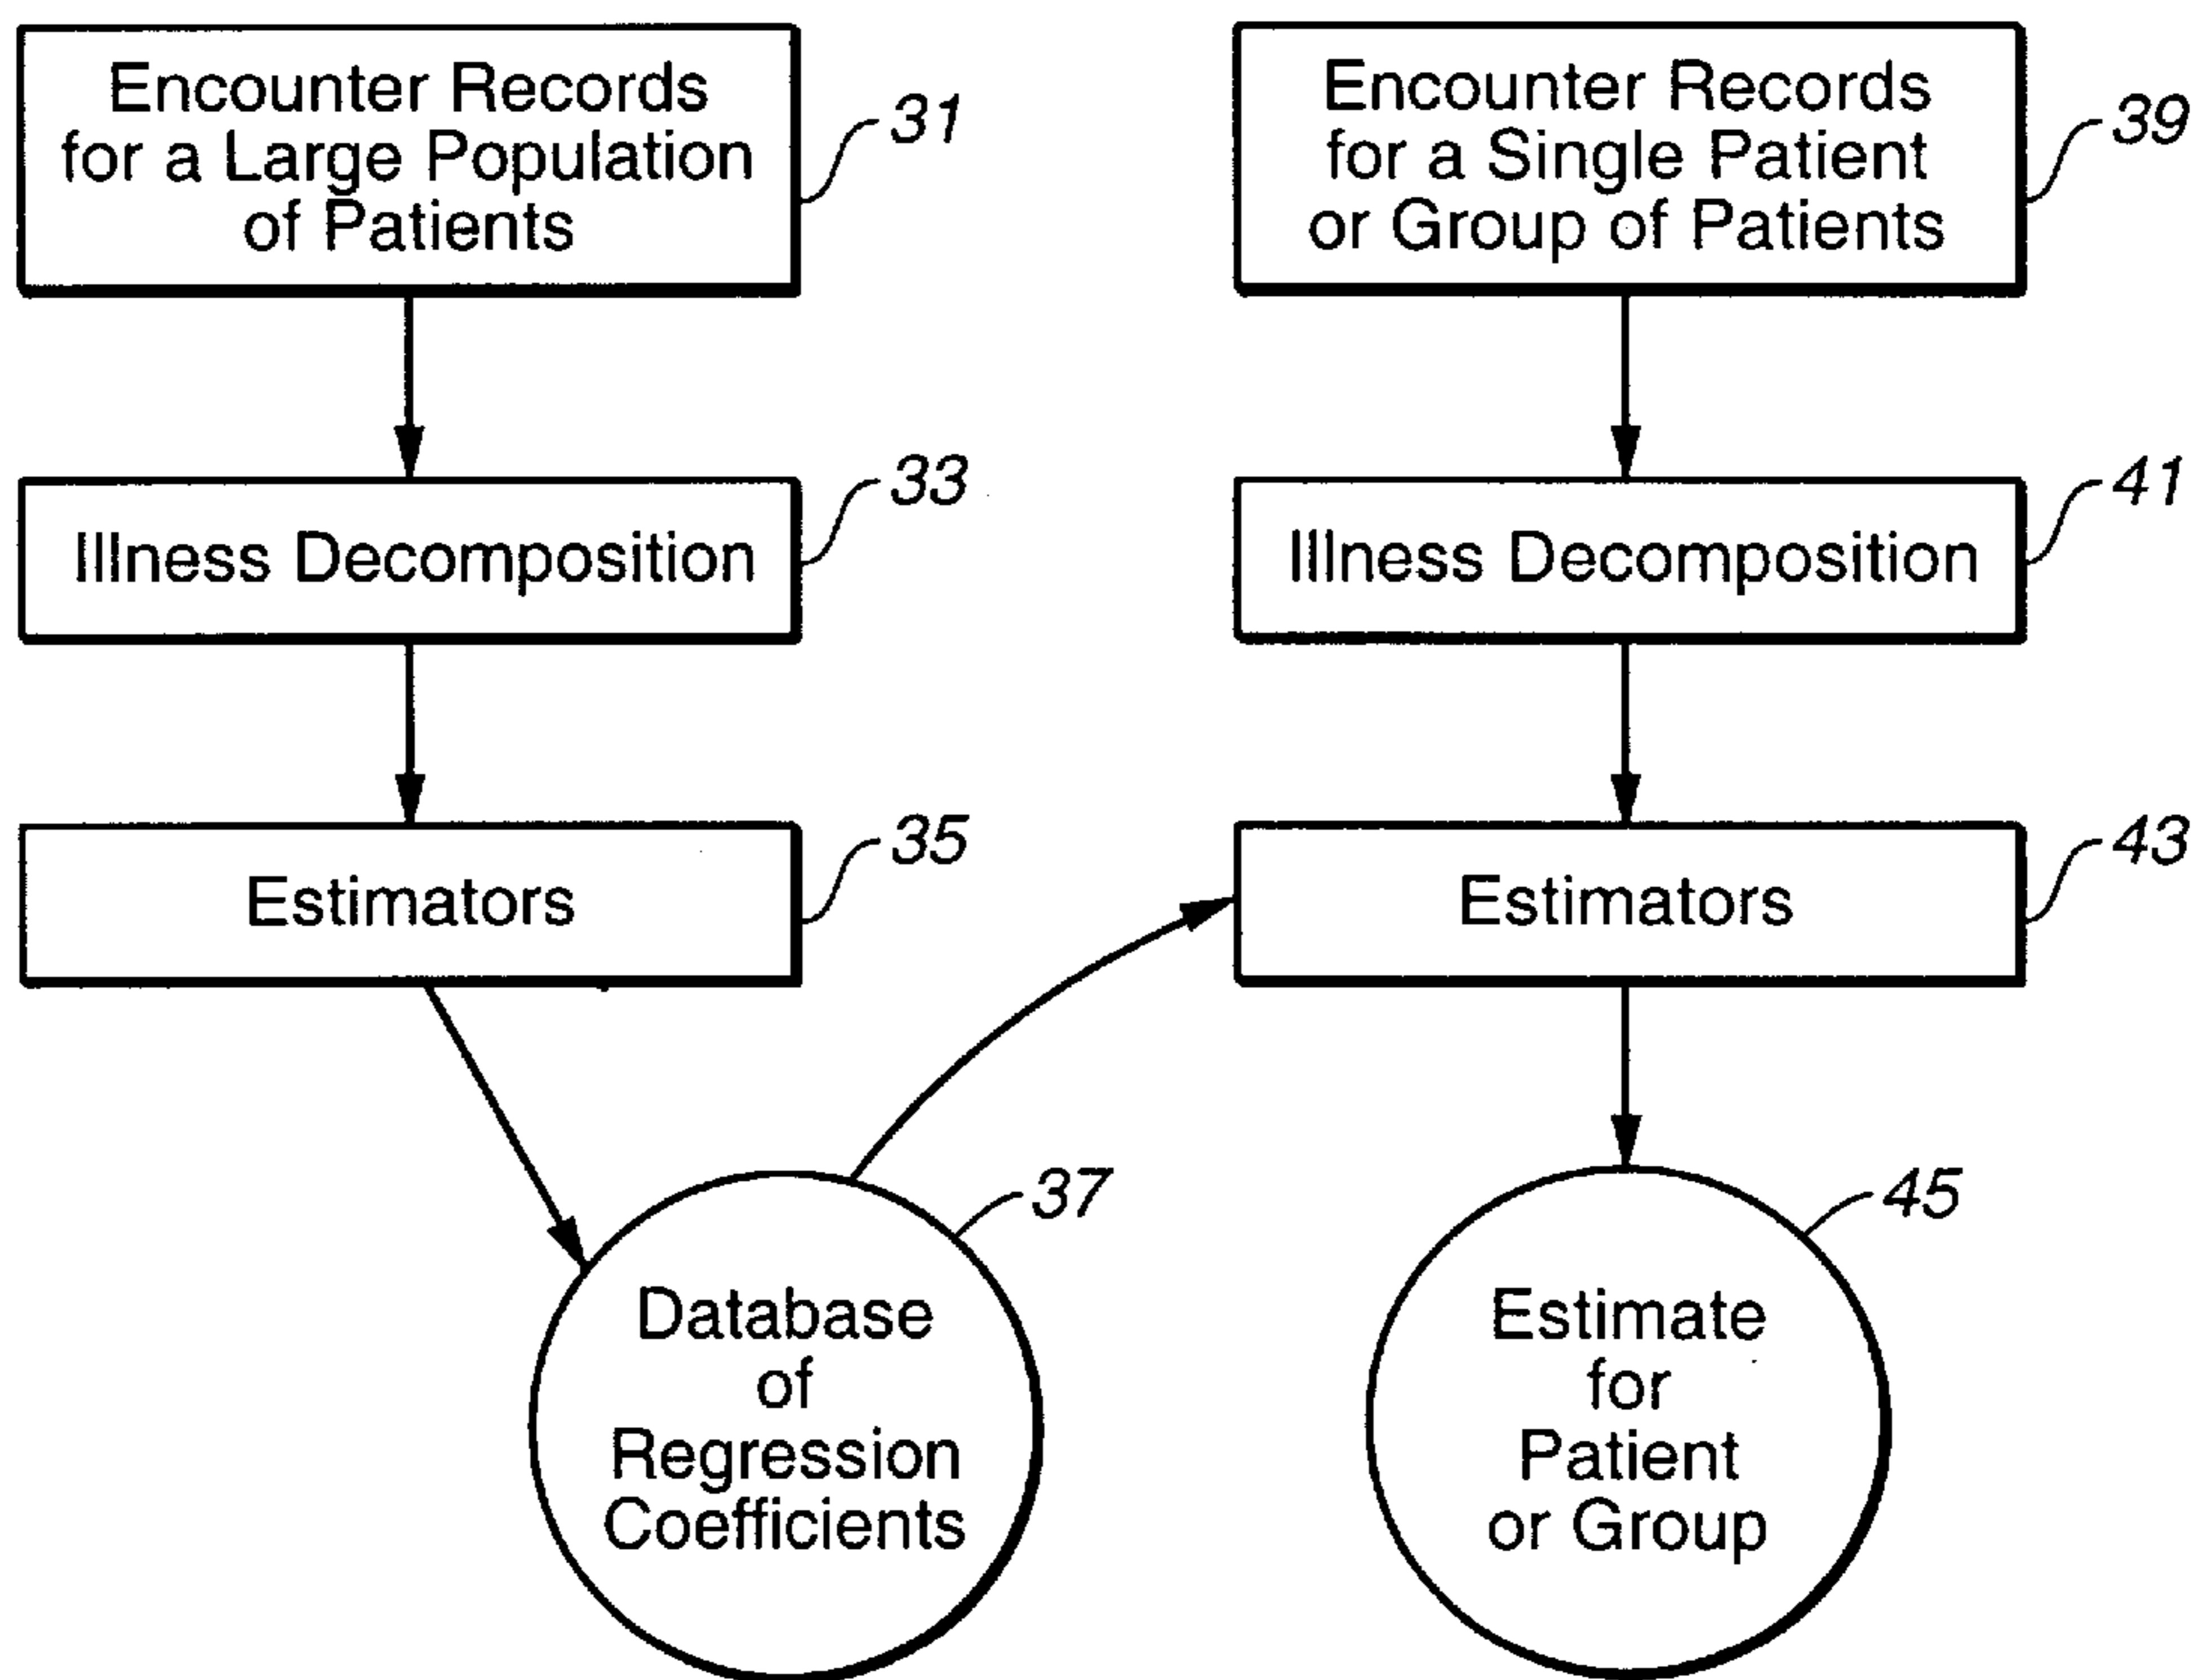 Encounter Records
for a Large Population
of Patients
31
Illness Decomposition
33
Estimators
35
Database
of
Regression
Coefficients
37
Encounter Records
for a Single Patient
or Group of Patients
39
Illness Decomposition
41
Estimators
43
Estimate
for
Patient
or Group
45